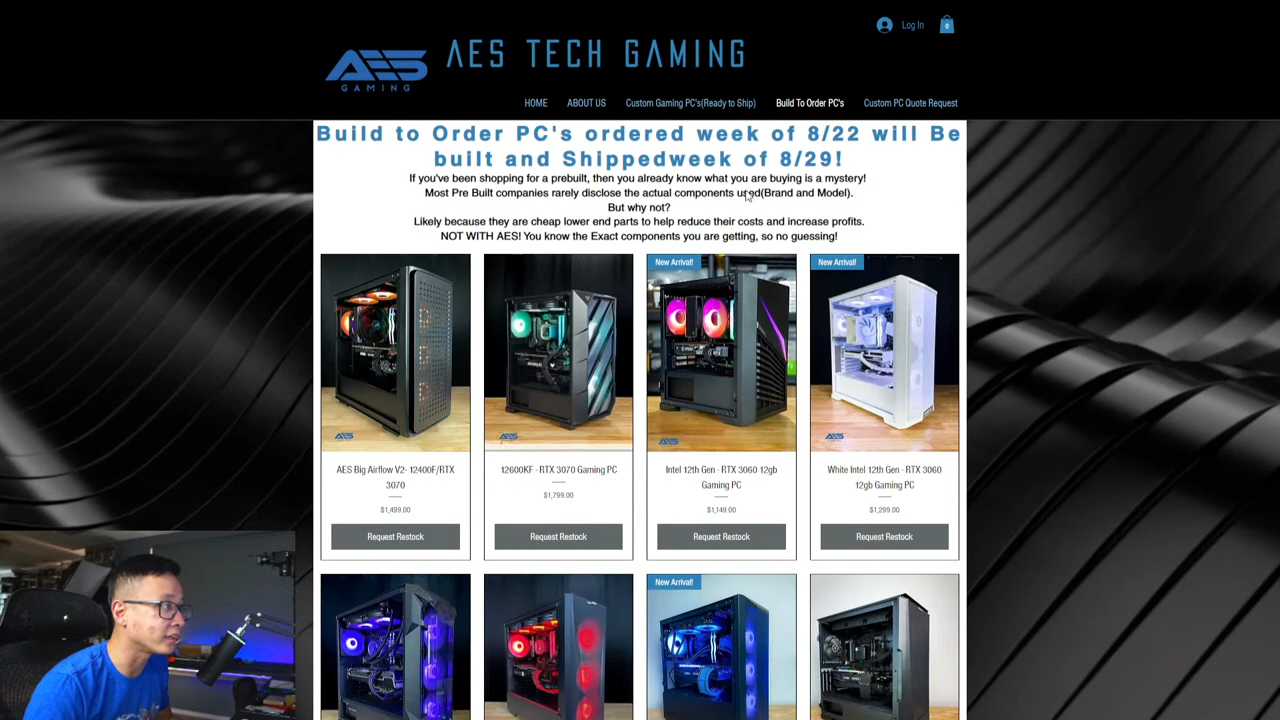 Log In
0
AES TECH GAMING
AES
GAMING
HOME
ABOUT US
Custom Gaming PC's(Ready to Ship)
Build To Order PC's
Custom PC Quote Request
Build to Order PC's ordered week of 8/22 will Be
built and Shippedweek of 8/29!
If you've been shopping for a prebuilt, then you already know what you are buying is a mystery!
Most Pre Built companies rarely disclose the actual components used(Brand and Model).
But why not?
Likely because they are cheap lower end parts to help reduce their costs and increase profits.
NOT WITH AES! You know the Exact components you are getting, so no guessing!
New Arrival!
New Arrival!
AES
AES
AES
AES
AES Big Airflow V2- 12400F/RTX
3070
$1,499.00
Request Restock
12600KF - RTX 3070 Gaming PC
$1,799.00
Request Restock
Intel 12th Gen - RTX 3060 12gb
Gaming PC
$1,149.00
Request Restock
White Intel 12th Gen - RTX 3060
12gb Gaming PC
$1,299.00
Request Restock
New Arrival!